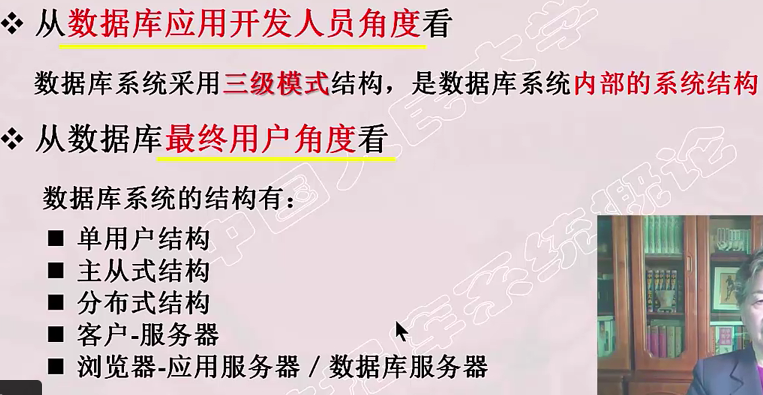 ❖ 从数据库应用开发人员角度看
数据库系统采用三级模式结构，是数据库系统内部的系统结构
❖ 从数据库最终用户角度看
数据库系统的结构有：
■ 单用户结构
■ 主从式结构
■ 分布式结构
■ 客户-服务器
■ 浏览器-应用服务器 / 数据库服务器
中国人民大学
数据库系统概论